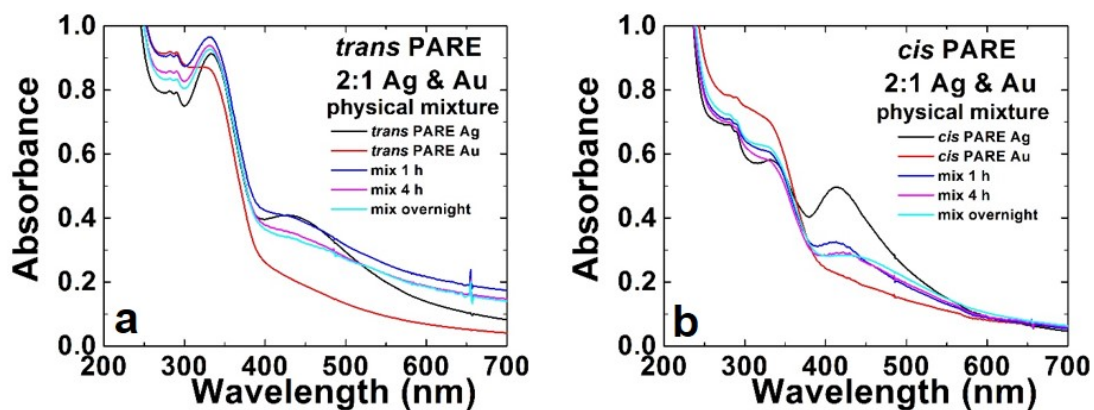 trans PARE
2:1 Ag & Au
physical mixture
trans PARE Ag
trans PARE Au
mix 1 h
mix 4 h
mix overnight
a
Absorbance
1.0
0.8
0.6
0.4
0.2
0.0
200 300 400 500 600 700
Wavelength (nm)
cis PARE
2:1 Ag & Au
physical mixture
cis PARE Ag
cis PARE Au
mix 1 h
mix 4 h
mix overnight
b
Absorbance
1.0
0.8
0.6
0.4
0.2
0.0
200 300 400 500 600 700
Wavelength (nm)